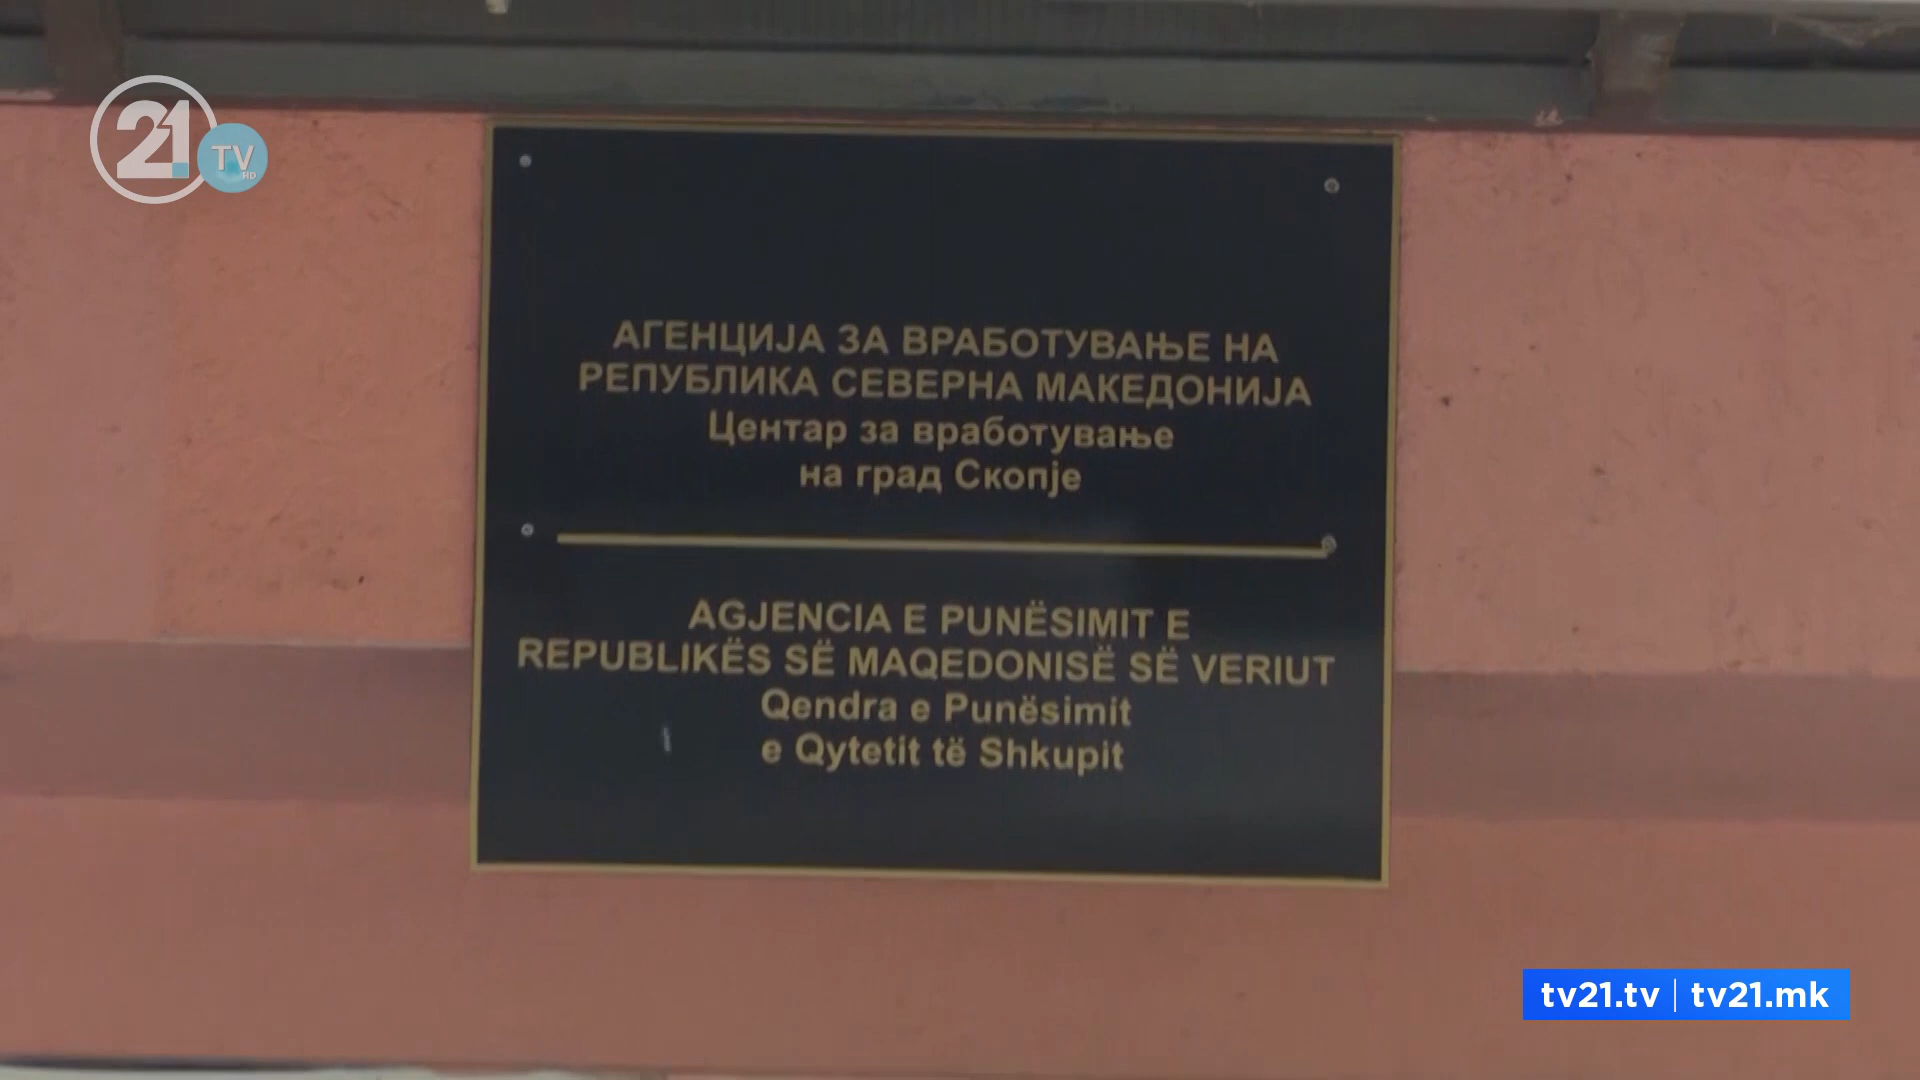 21
TV
HD
АГЕНЦИЈА ЗА ВРАБОТУВАЊЕ НА
РЕПУБЛИКА СЕВЕРНА МАКЕДОНИЈА
Центар за вработување
на град Скопје
AGJENCIA E PUNËSIMIT E
REPUBLIKËS SË MAQEDONISË SË VERIUT
Qendra e Punësimit
e Qytetit të Shkupit
tv21.tv | tv21.mk